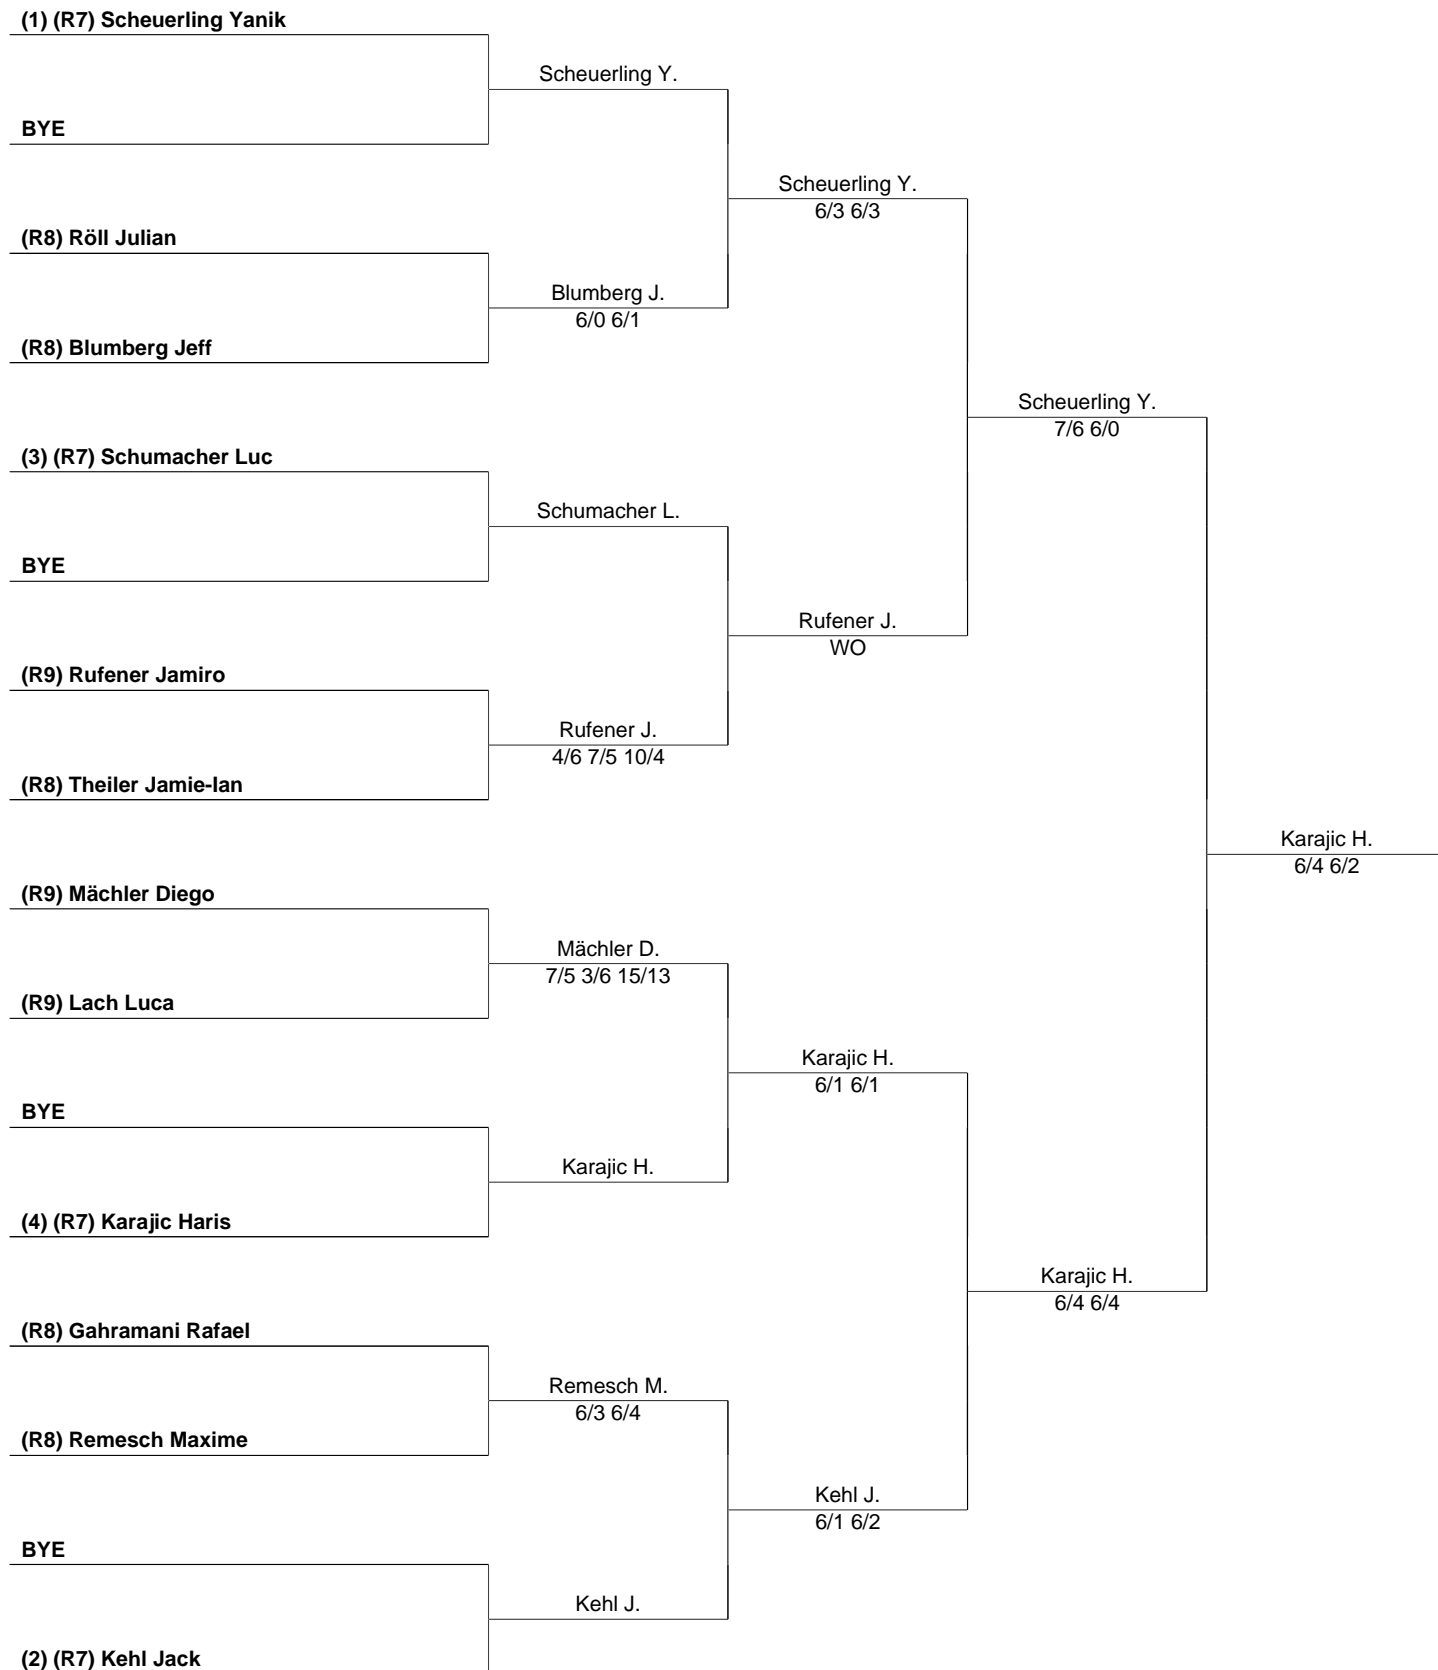 (1) (R7) Scheuerling Yanik
Scheuerling Y.
BYE
Scheuerling Y.
6/3 6/3
(R8) Röll Julian
Blumberg J.
6/0 6/1
(R8) Blumberg Jeff
Scheuerling Y.
7/6 6/0
(3) (R7) Schumacher Luc
Schumacher L.
BYE
Rufener J.
WO
(R9) Rufener Jamiro
Rufener J.
4/6 7/5 10/4
(R8) Theiler Jamie-Ian
Karajic H.
6/4 6/2
(R9) Mächler Diego
Mächler D.
7/5 3/6 15/13
(R9) Lach Luca
Karajic H.
6/1 6/1
BYE
Karajic H.
(4) (R7) Karajic Haris
Karajic H.
6/4 6/4
(R8) Gahramani Rafael
Remesch M.
6/3 6/4
(R8) Remesch Maxime
Kehl J.
6/1 6/2
BYE
Kehl J.
(2) (R7) Kehl Jack